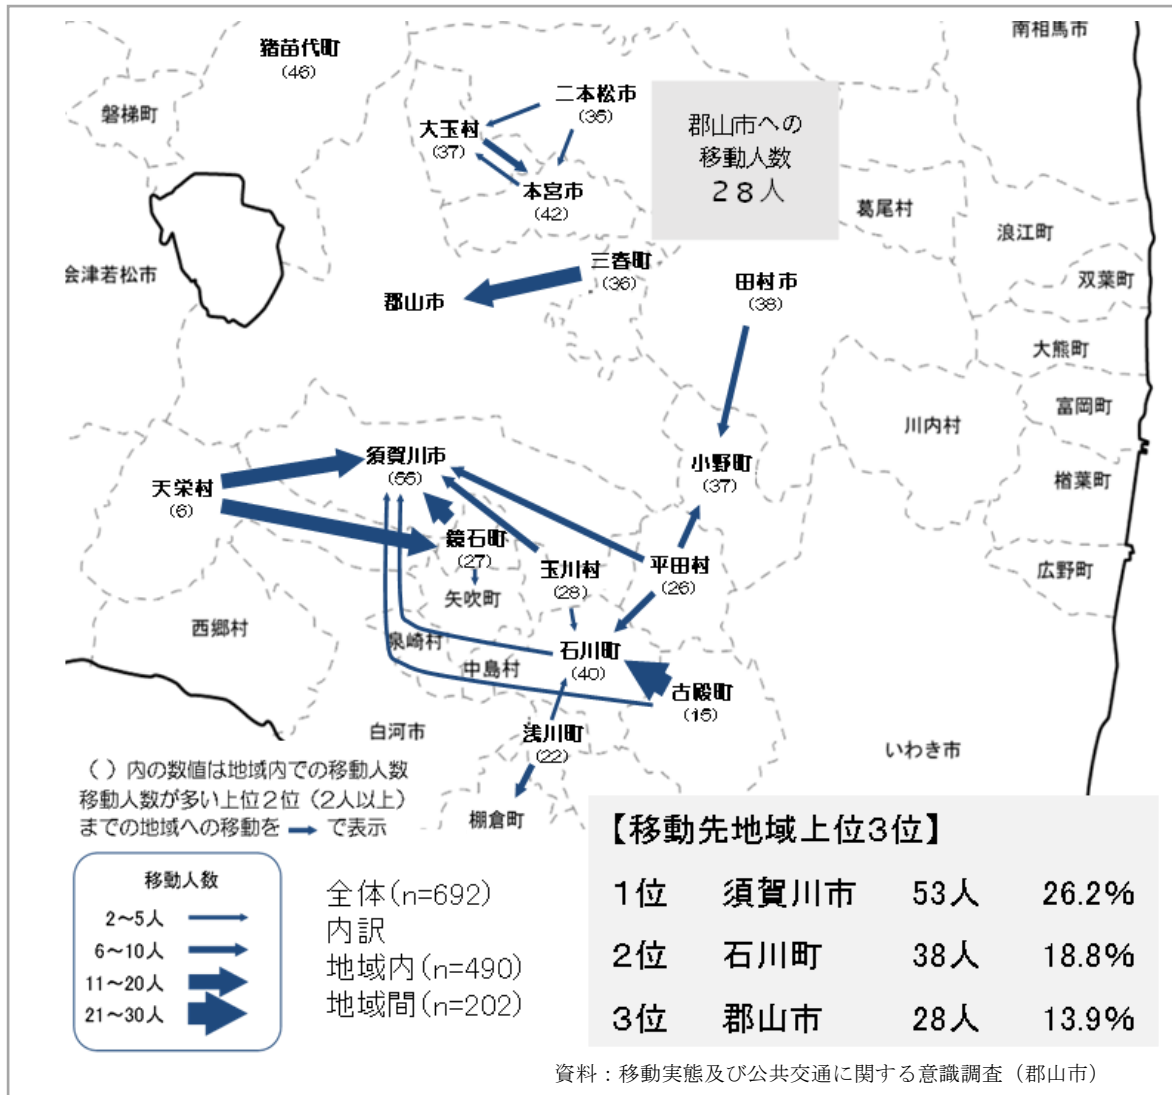 南相馬市
猪苗代町
(46)
磐梯町
二本松市
(35)
大玉村
(37)
本宮市
(42)
郡山市への
移動人数
28人
葛尾村
浪江町
双葉町
会津若松市
三春町
(36)
郡山市
田村市
(38)
大熊町
富岡町
川内村
楢葉町
広野町
須賀川市
(55)
天栄村
(6)
小野町
(37)
鏡石町
(27)
玉川村
(28)
平田村
(26)
矢吹町
西郷村
泉崎村
中島村
石川町
(40)
古殿町
(15)
白河市
浅川町
(22)
棚倉町
いわき市
( )内の数値は地域内での移動人数
移動人数が多い上位2位(2人以上)
までの地域への移動を で表示
移動人数
2~5人
6~10人
11~20人
21~30人
全体(n=692)
内訳
地域内(n=490)
地域間(n=202)
【移動先地域上位3位】
1位 須賀川市 53人 26.2%
2位 石川町 38人 18.8%
3位 郡山市 28人 13.9%
資料:移動実態及び公共交通に関する意識調査(郡山市)